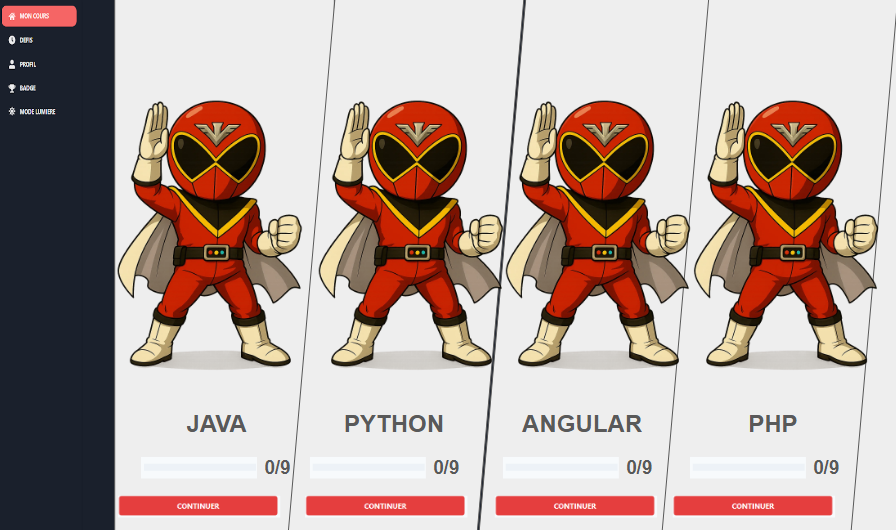 MON COURS
DEFIS
PROFIL
BADGE
MODE LUMIERE
JAVA
PYTHON
ANGULAR
PHP
0/9
0/9
0/9
0/9
CONTINUER
CONTINUER
CONTINUER
CONTINUER